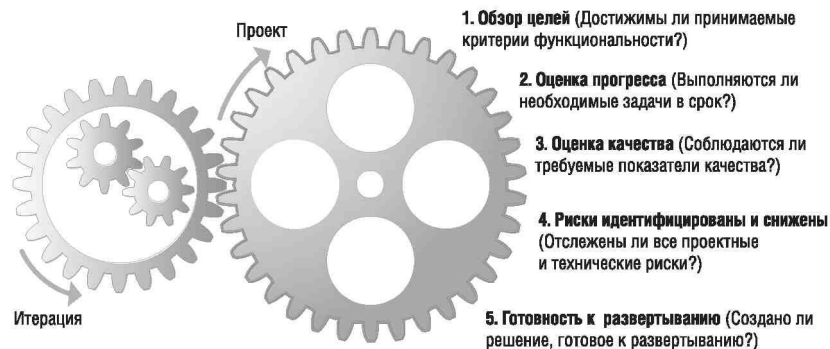 Проект
Итерация
1. Обзор целей (Достижимы ли принимаемые
критерии функциональности?)
2. Оценка прогресса (Выполняются ли
необходимые задачи в срок?)
3. Оценка качества (Соблюдаются ли
требуемые показатели качества?)
4. Риски идентифицированы и снижены
(Отслежены ли все проектные
и технические риски?)
5. Готовность к развертыванию (Создано ли
решение, готовое к развертыванию?)